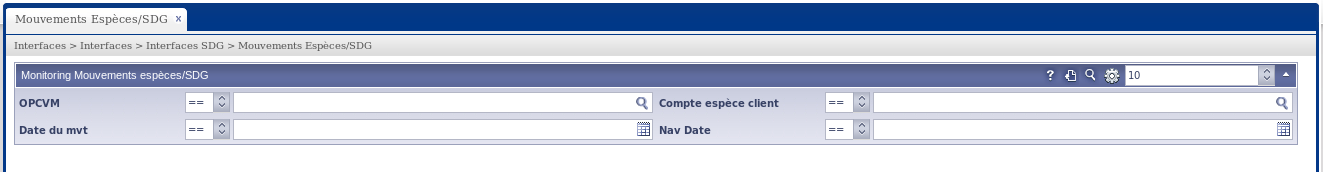 Mouvements Espèces/SDG x
Interfaces > Interfaces > Interfaces SDG > Mouvements Espèces/SDG
Monitoring Mouvements espèces/SDG ? 10
OPCVM == Compte espèce client ==
Date du mvt == Nav Date ==